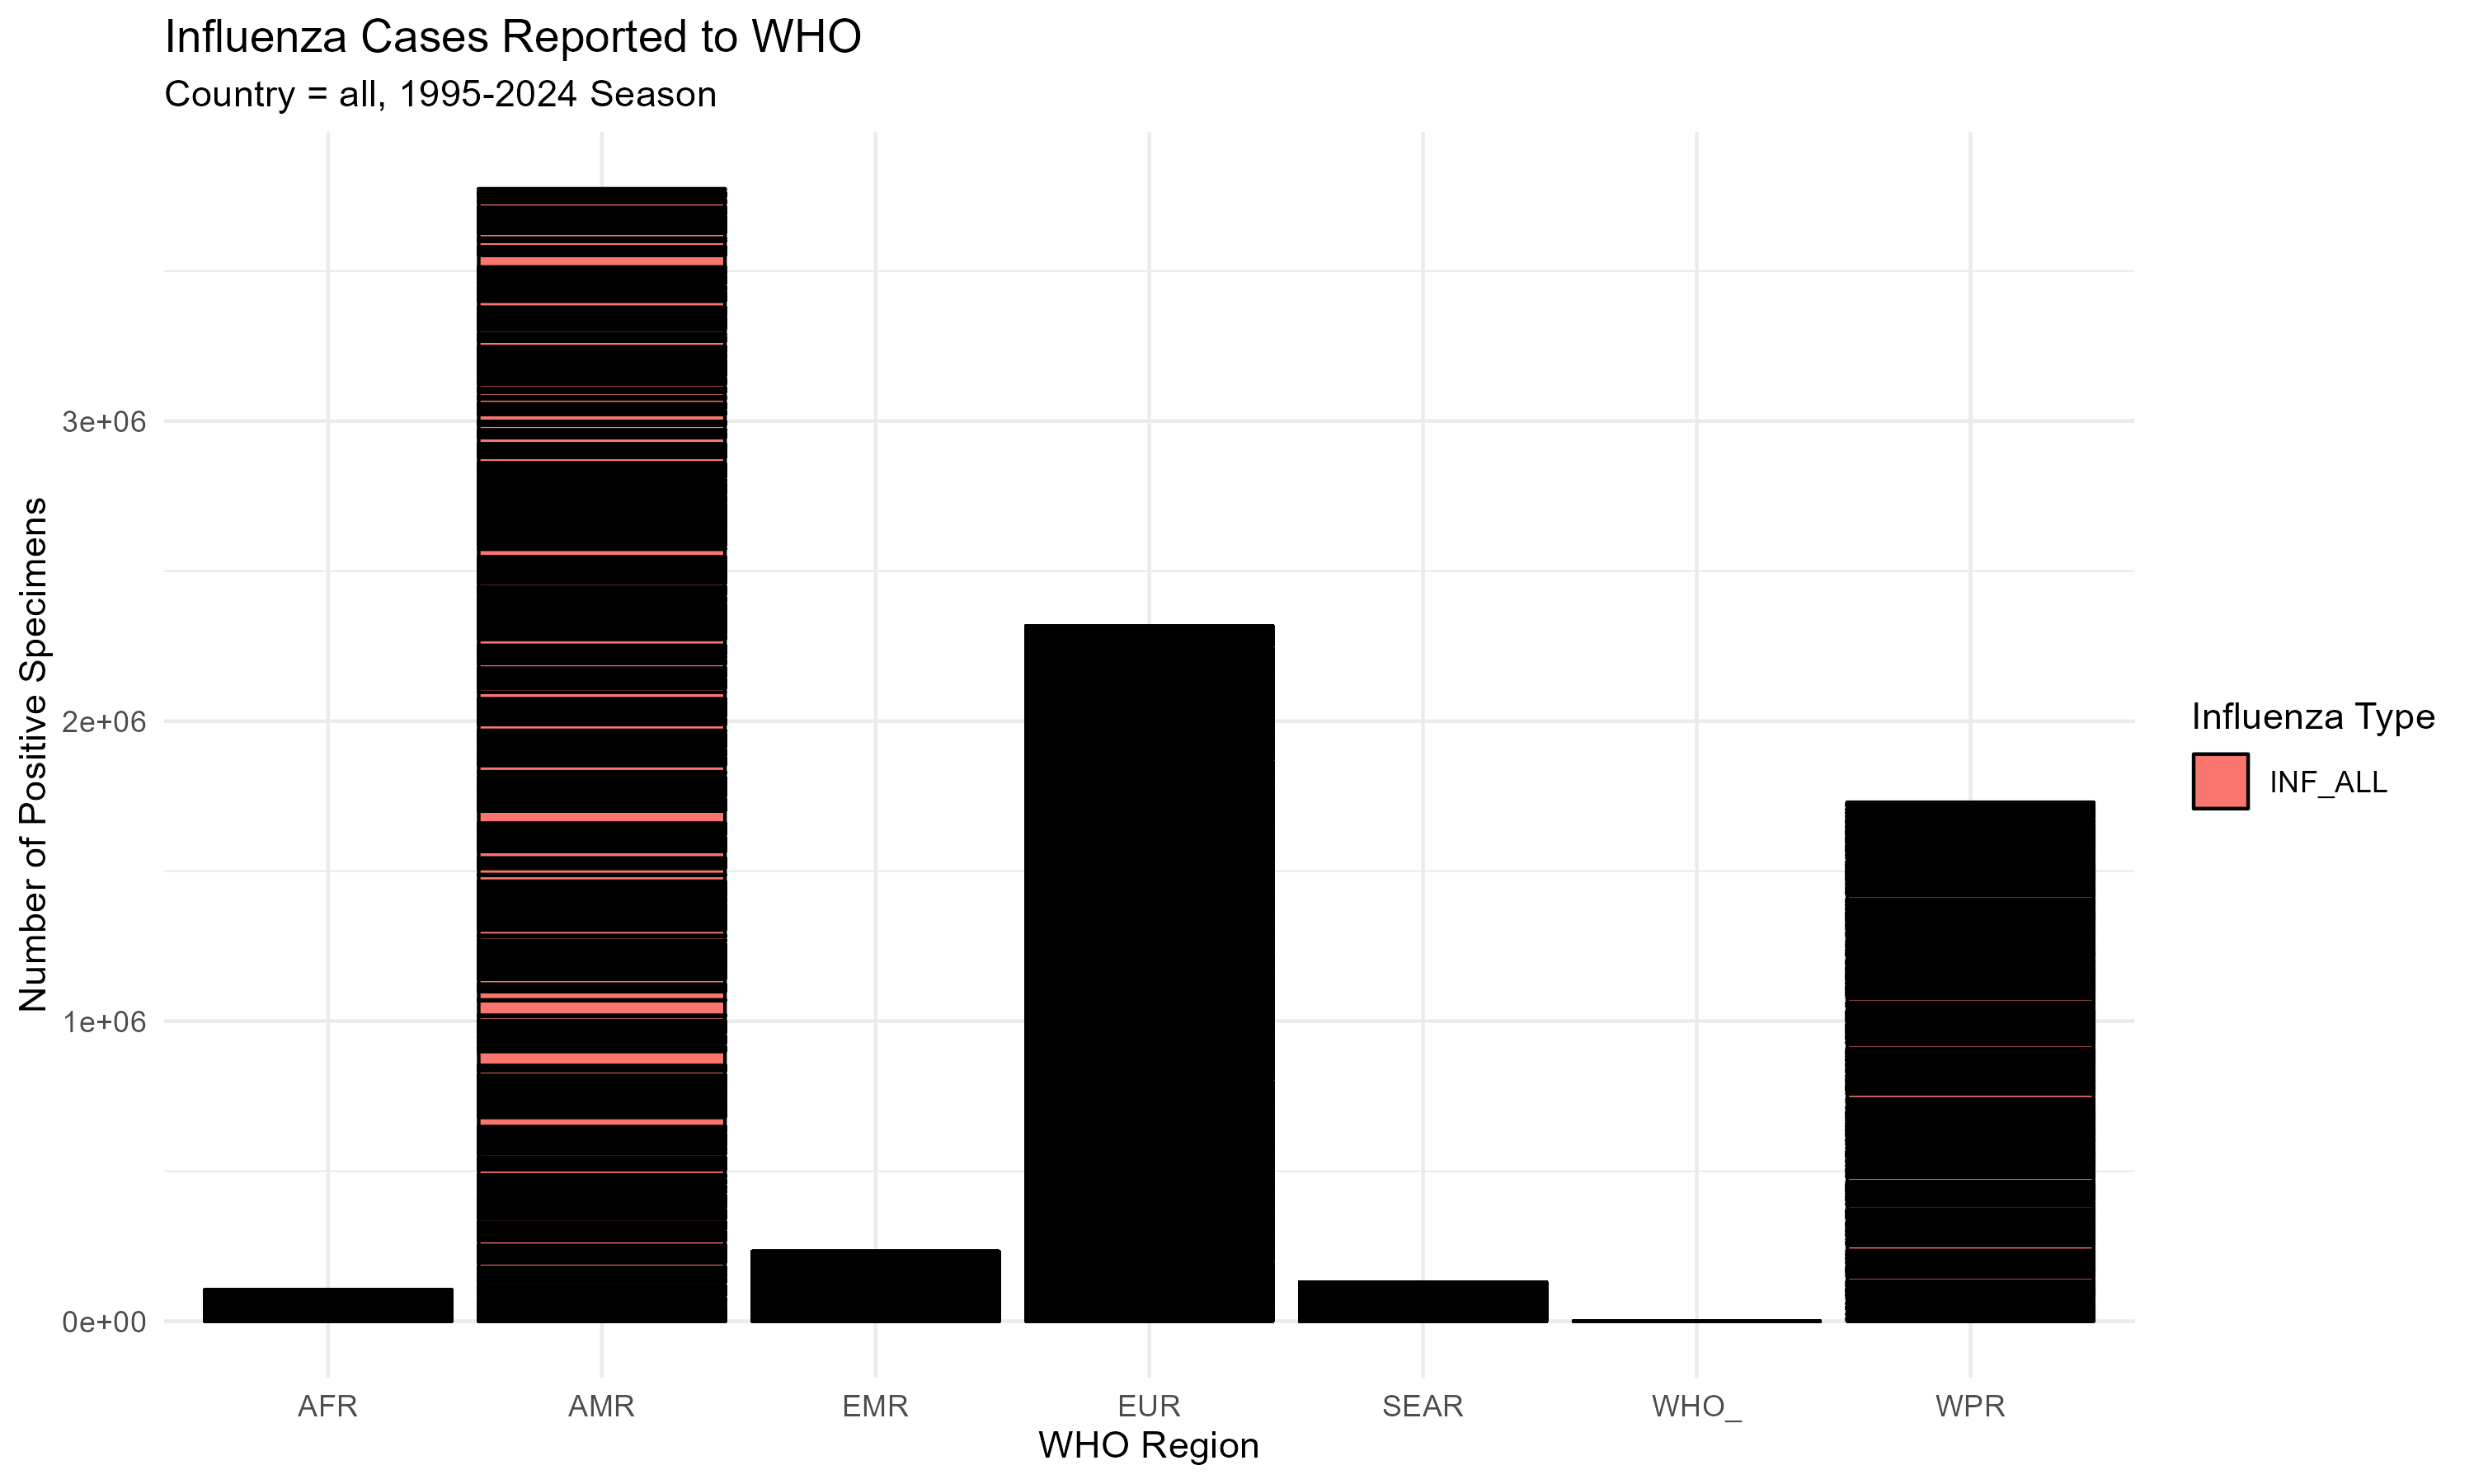 Influenza Cases Reported to WHO
Country = all, 1995-2024 Season
Number of Positive Specimens
3e+06
2e+06
1e+06
0e+00
AFR
AMR
EMR
EUR
SEAR
WHO_
WPR
WHO Region
Influenza Type
INF_ALL